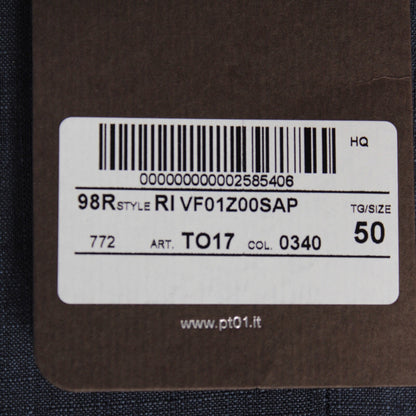 HQ
000000000002585406
98R STYLE RI VF01Z00SAP TG/SIZE
772 ART. TO17 COL. 0340 50
www.pt01.it